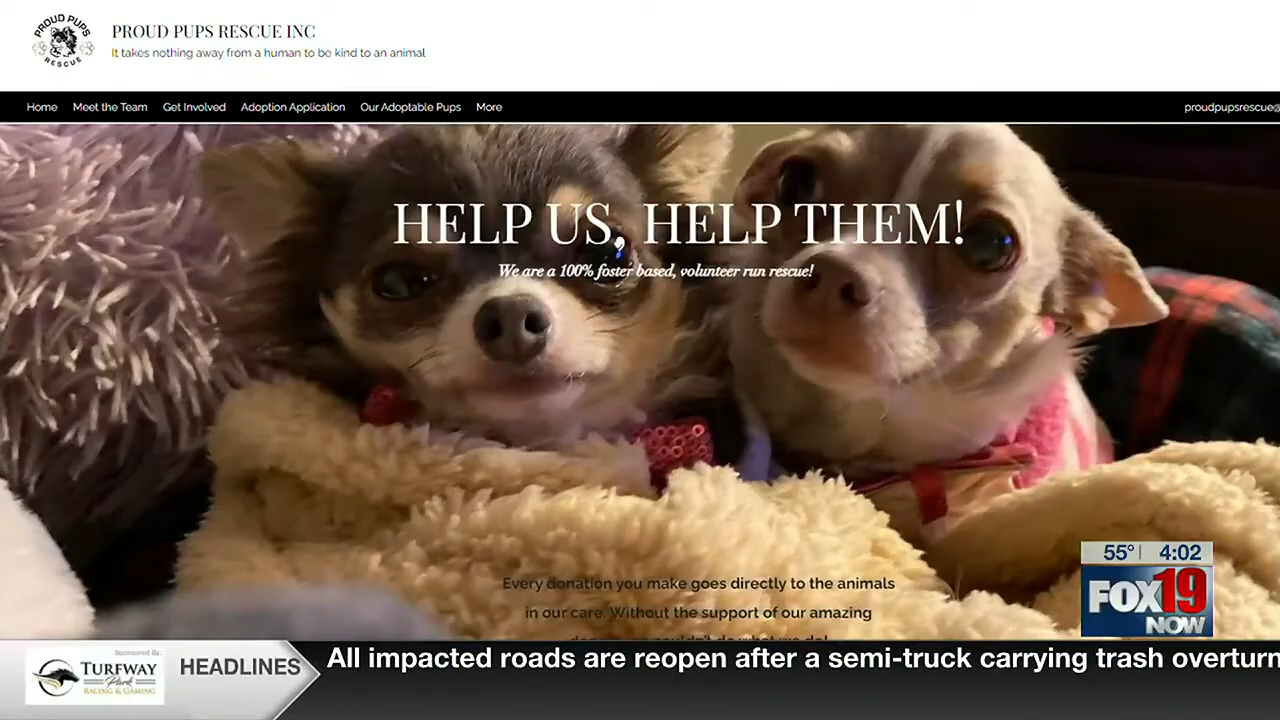 PROUD PUPS
RESCUE
PROUD PUPS RESCUE INC
It takes nothing away from a human to be kind to an animal
Home Meet the Team Get Involved Adoption Application Our Adoptable Pups More proudpupsrescue@
HELP US, HELP THEM!
We are a 100% foster based, volunteer run rescue!
Every donation you make goes directly to the animals
in our care. Without the support of our amazing
55° 4:02
FOX19
NOW
Sponsored By:
TURFWAY
Park
RACING & GAMING
HEADLINES
All impacted roads are reopen after a semi-truck carrying trash overturn